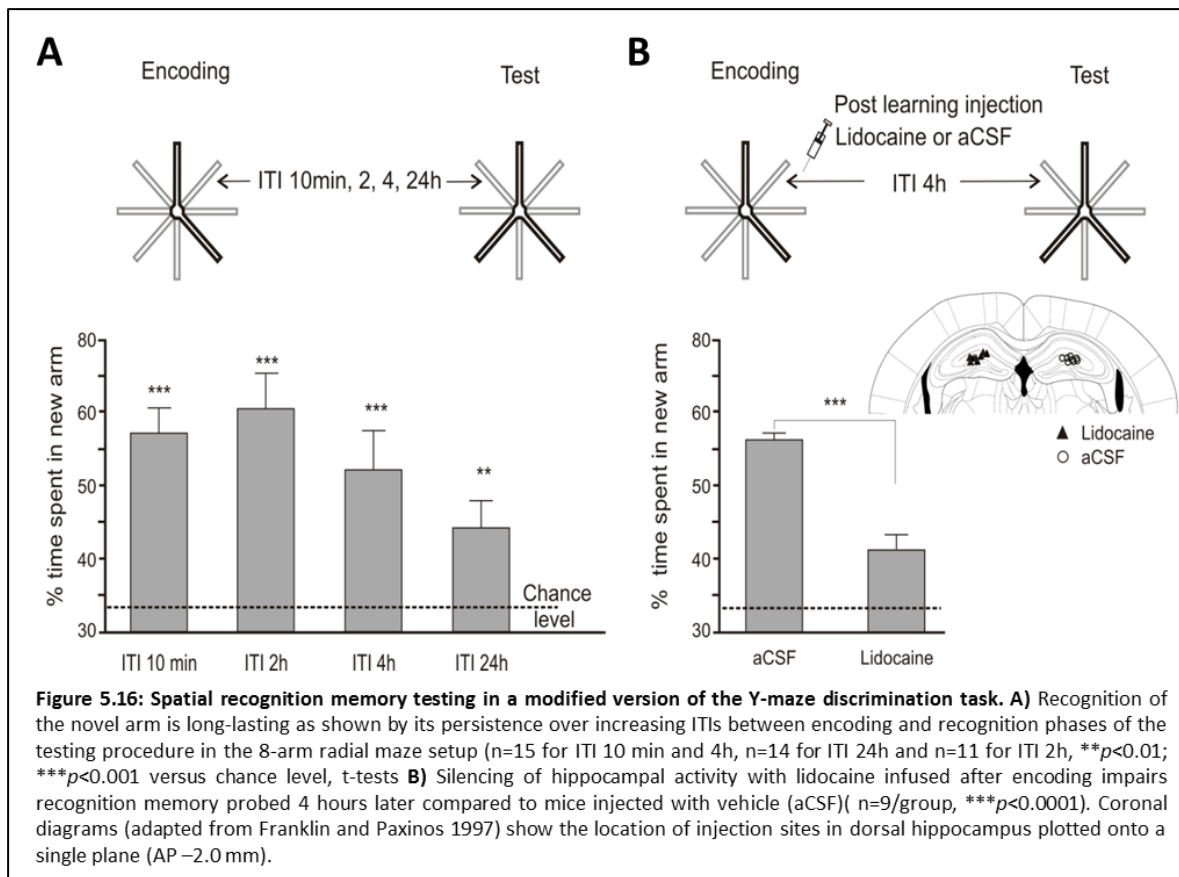 A
Encoding
Test
ITI 10min, 2, 4, 24h
80
60
50
40
30
% time spent in new arm
***
***
***
**
Chance
level
ITI 10 min
ITI 2h
ITI 4h
ITI 24h
B
Encoding
Test
Post learning injection
Lidocaine or aCSF
ITI 4h
80
60
50
40
30
% time spent in new arm
***
Lidocaine
aCSF
aCSF
Lidocaine
Figure 5.16: Spatial recognition memory testing in a modified version of the Y-maze discrimination task. A) Recognition of
the novel arm is long-lasting as shown by its persistence over increasing ITIs between encoding and recognition phases of the
testing procedure in the 8-arm radial maze setup (n=15 for ITI 10 min and 4h, n=14 for ITI 24h and n=11 for ITI 2h, **p<0.01;
***p<0.001 versus chance level, t-tests B) Silencing of hippocampal activity with lidocaine infused after encoding impairs
recognition memory probed 4 hours later compared to mice injected with vehicle (aCSF)( n=9/group, ***p<0.0001). Coronal
diagrams (adapted from Franklin and Paxinos 1997) show the location of injection sites in dorsal hippocampus plotted onto a
single plane (AP –2.0 mm).